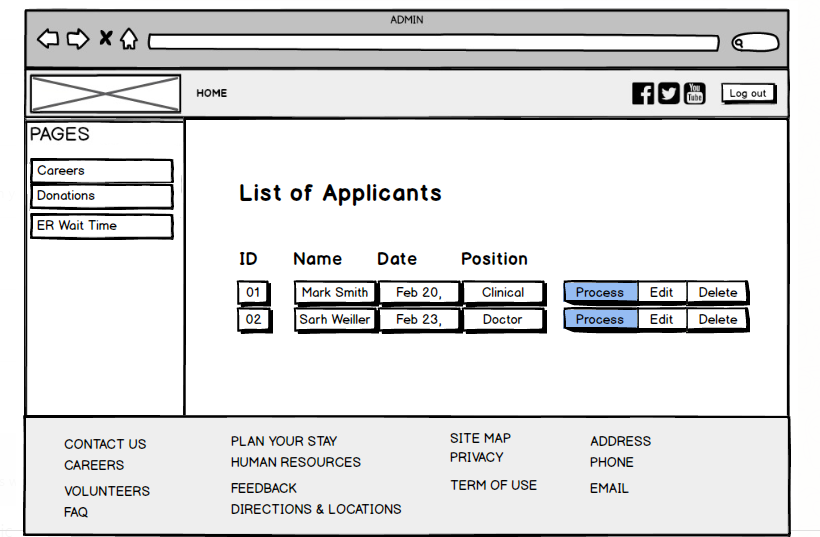 ADMIN
HOME
You
Tube
Log out
PAGES
Careers
Donations
ER Wait Time
List of Applicants
ID Name Date Position
01 Mark Smith Feb 20, Clinical Process Edit Delete
02 Sarh Weiller Feb 23, Doctor Process Edit Delete
CONTACT US
CAREERS
VOLUNTEERS
FAQ
PLAN YOUR STAY
HUMAN RESOURCES
FEEDBACK
DIRECTIONS & LOCATIONS
SITE MAP
PRIVACY
TERM OF USE
ADDRESS
PHONE
EMAIL